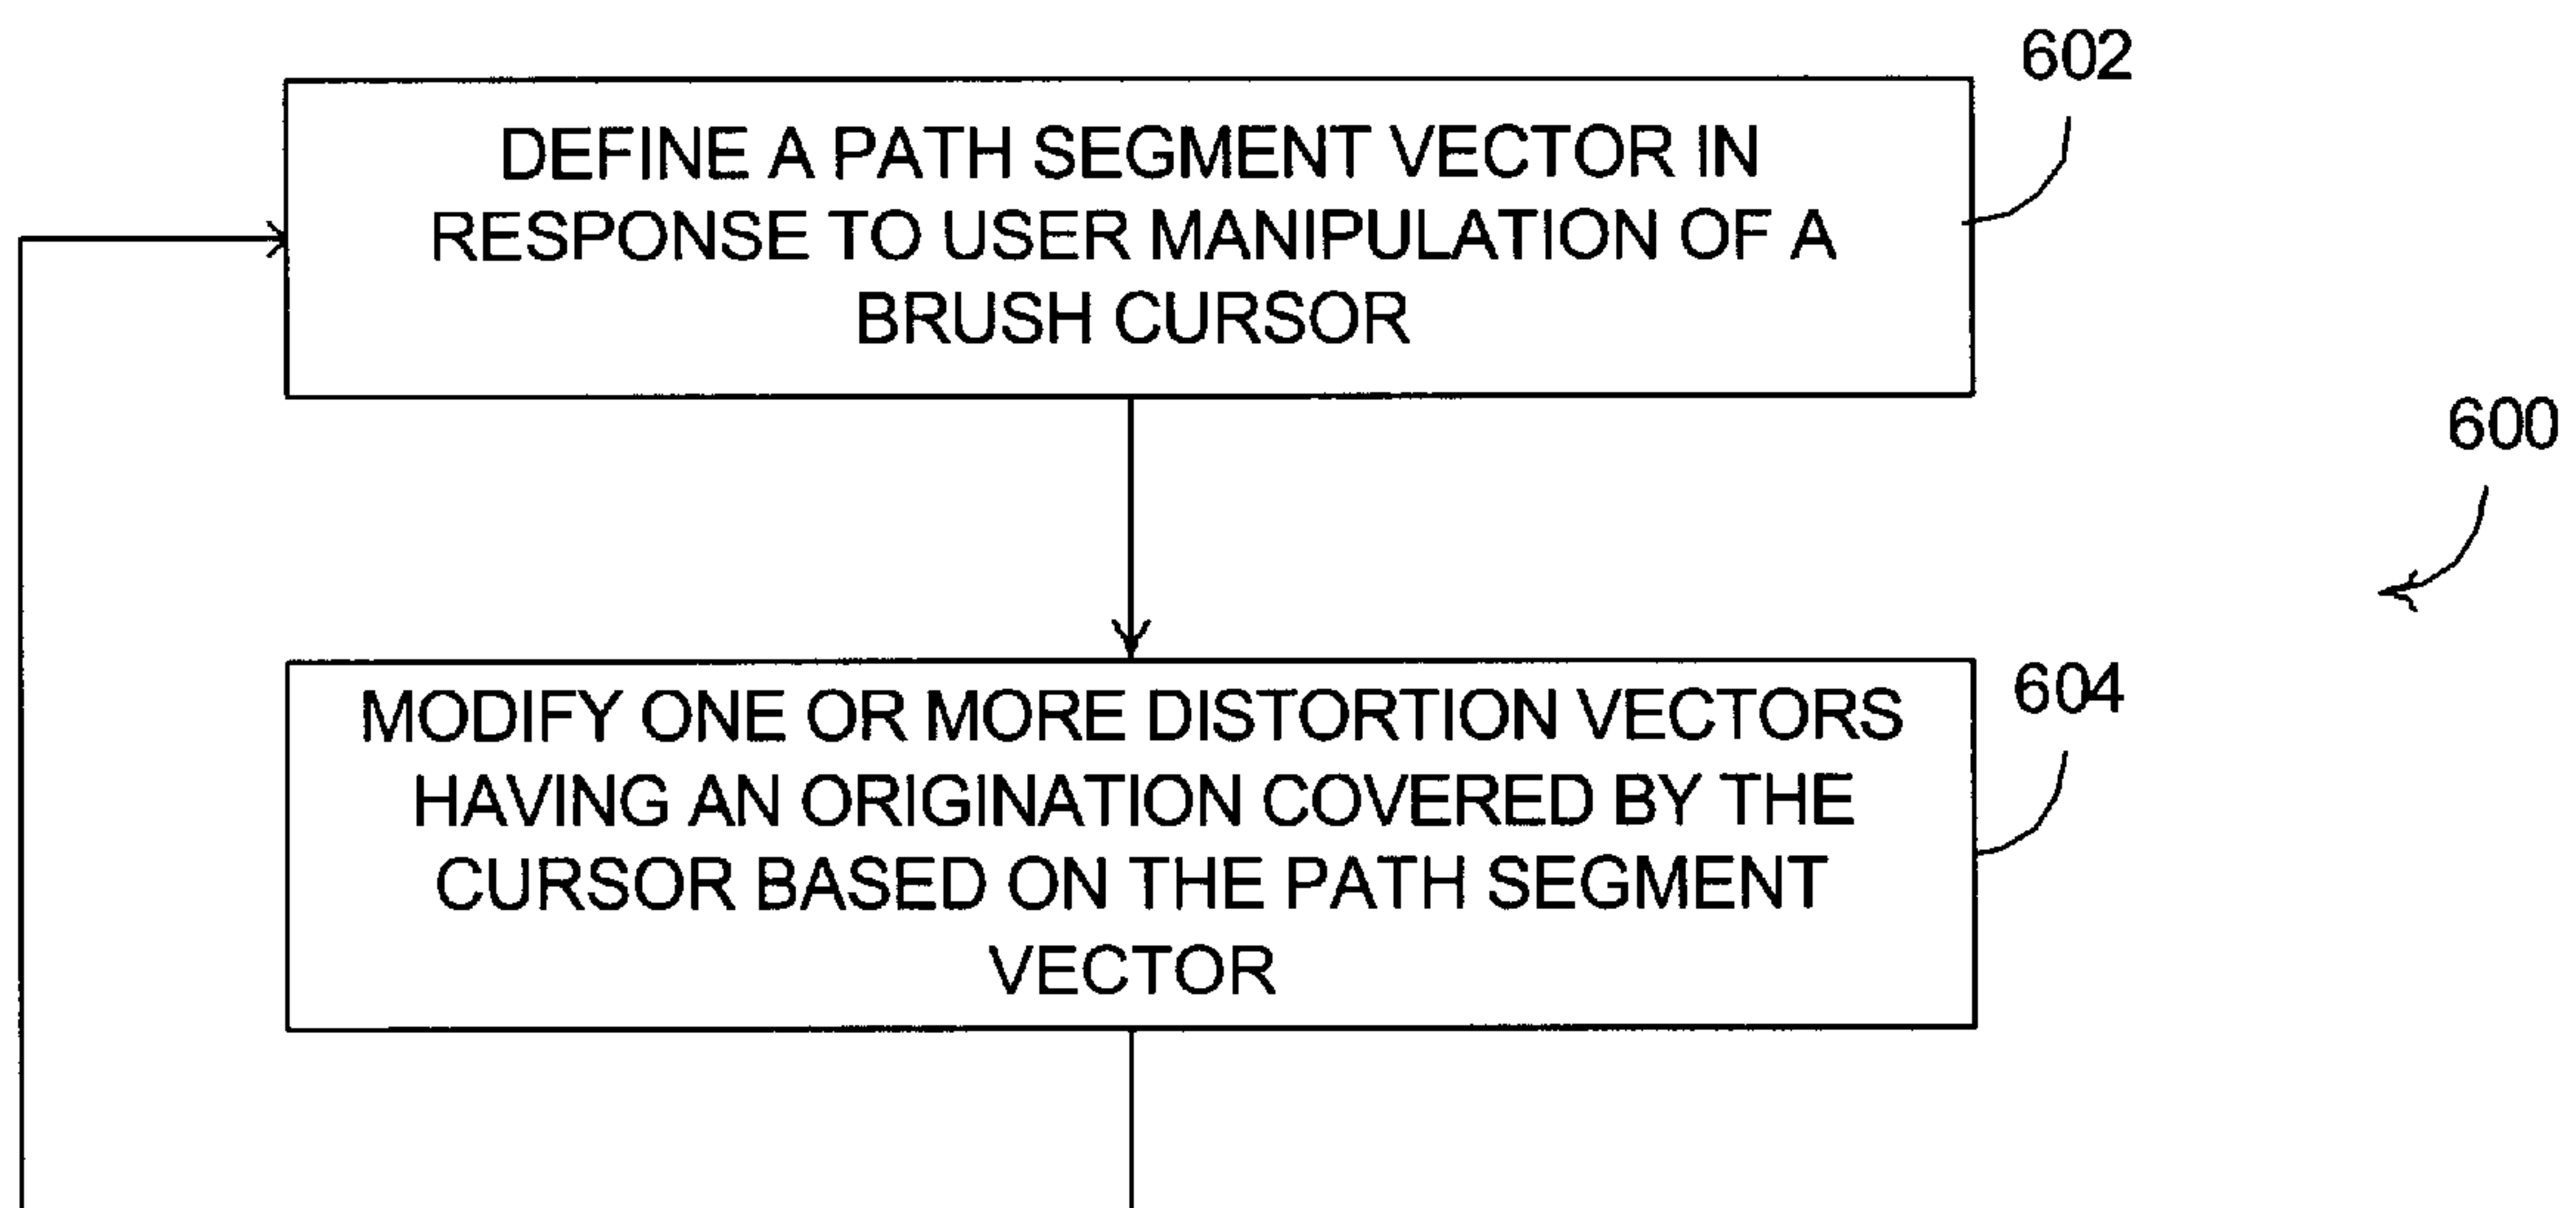 602
DEFINE A PATH SEGMENT VECTOR IN
RESPONSE TO USER MANIPULATION OF A
BRUSH CURSOR
600
604
MODIFY ONE OR MORE DISTORTION VECTORS
HAVING AN ORIGINATION COVERED BY THE
CURSOR BASED ON THE PATH SEGMENT
VECTOR